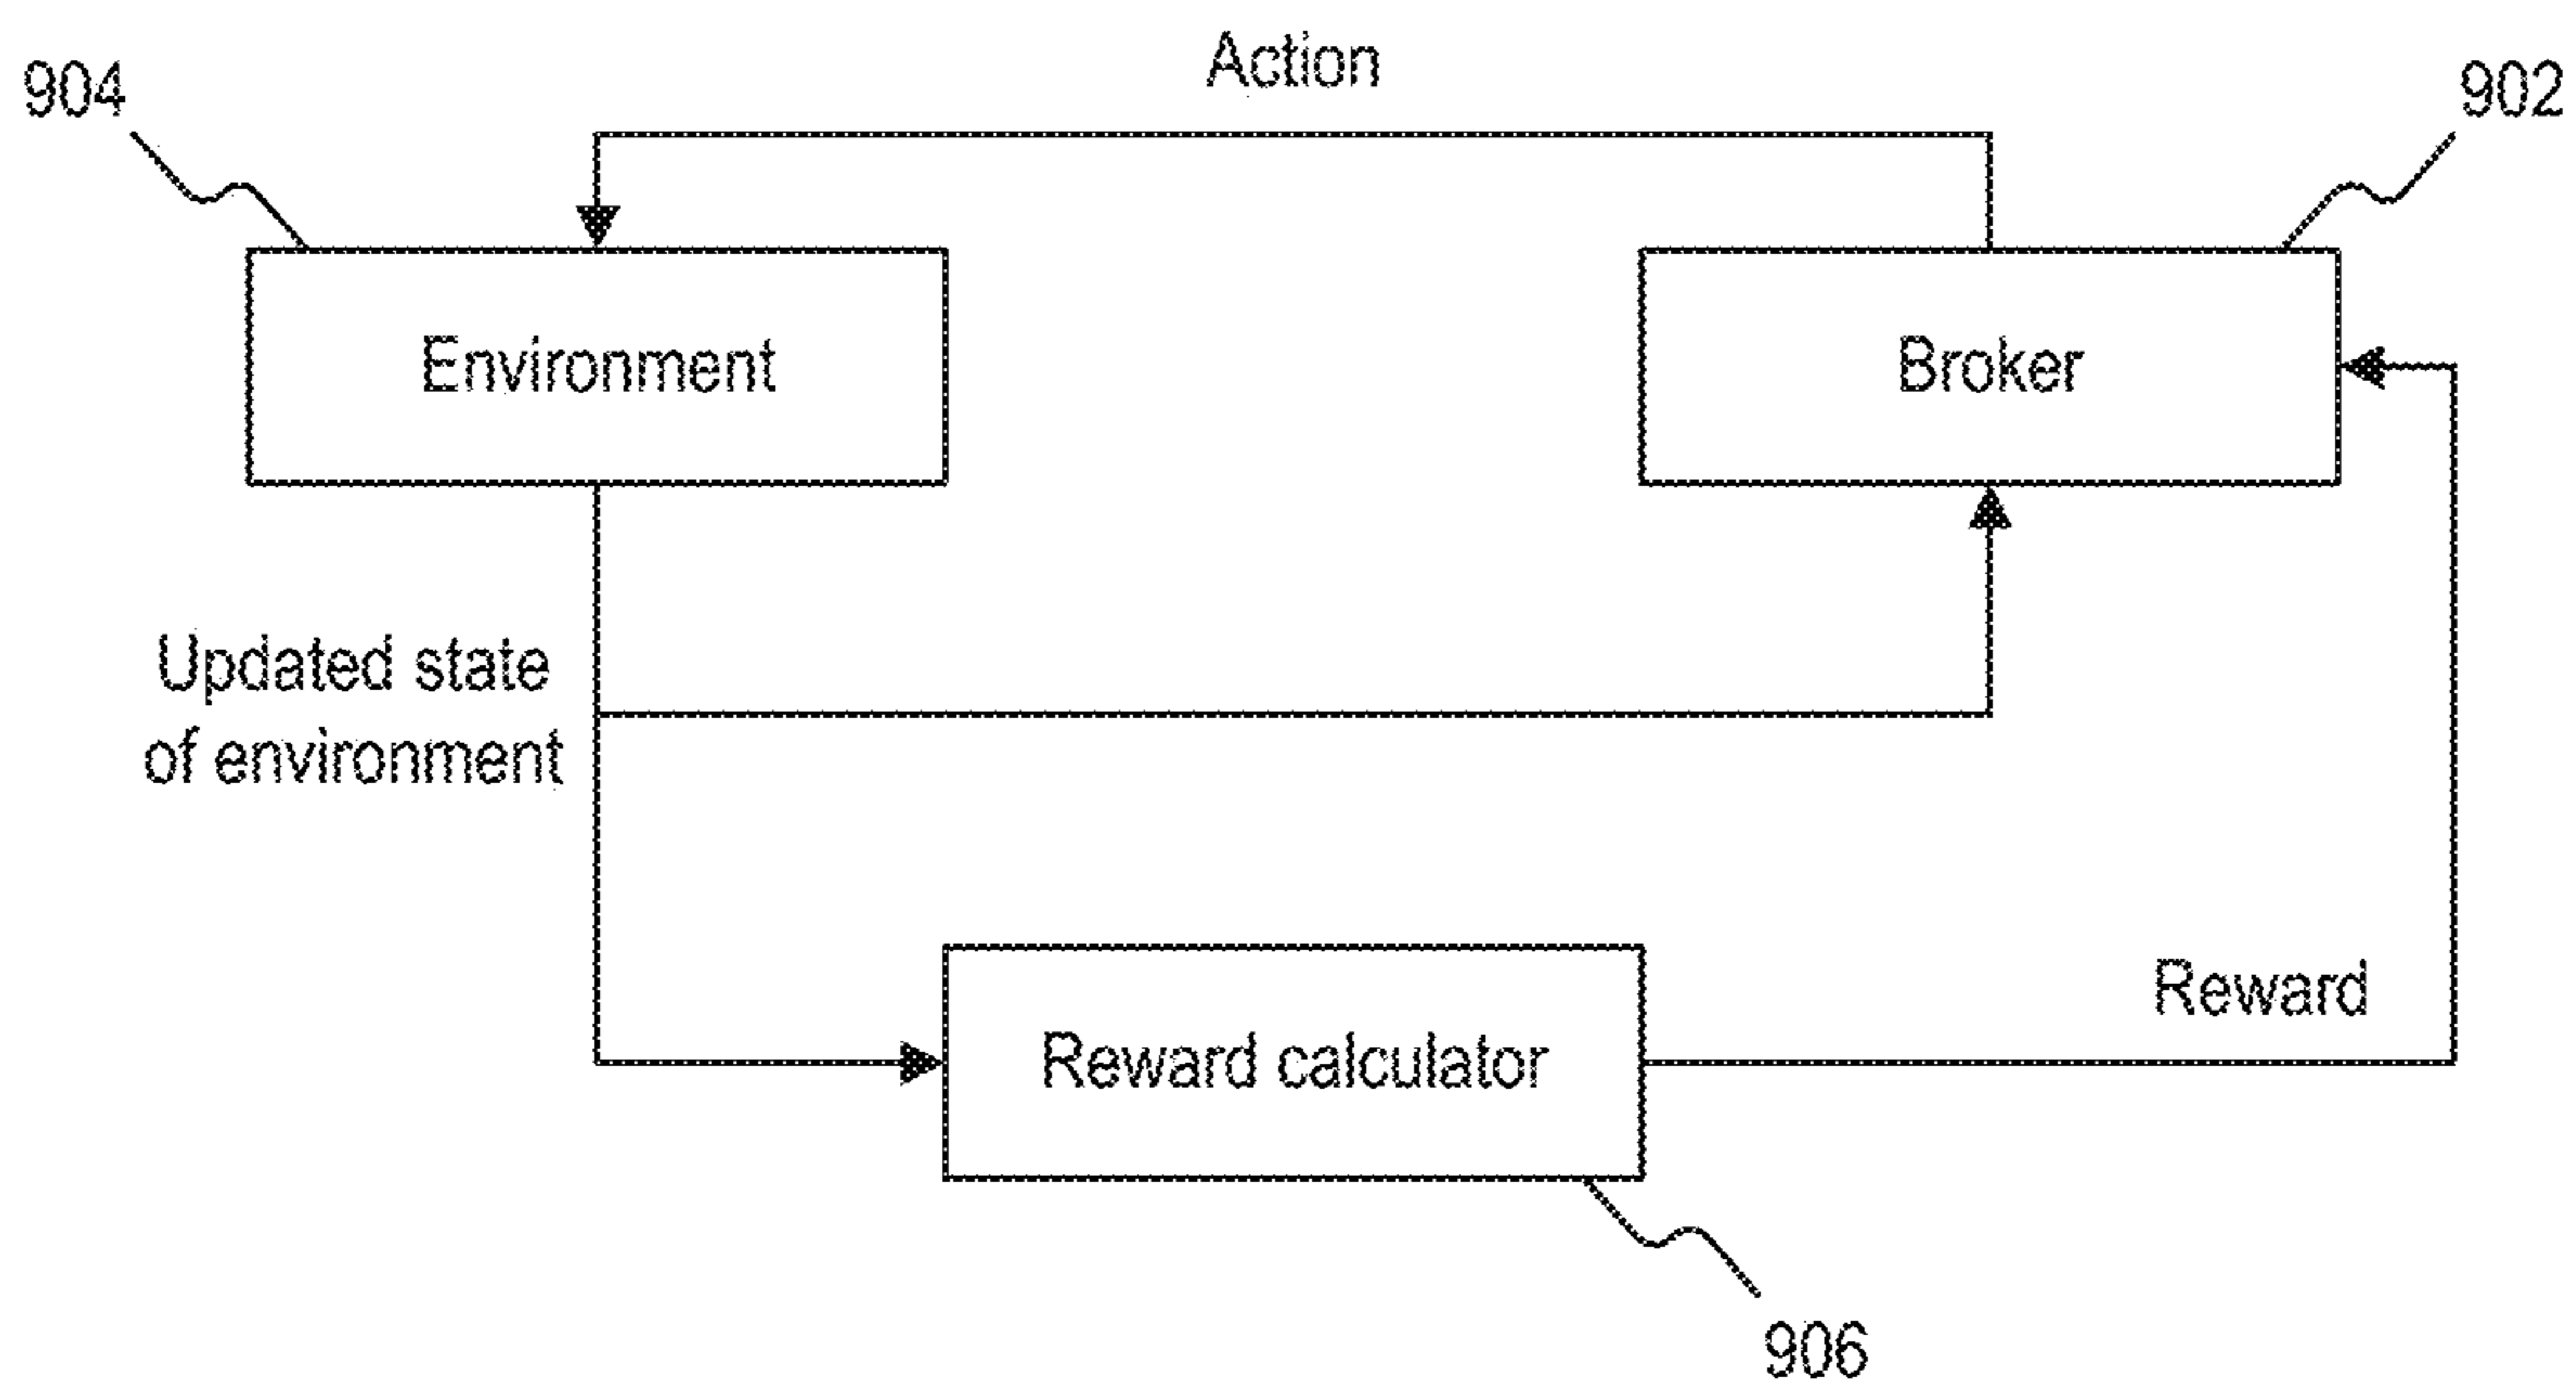 Action
904
902
Environment
Broker
Updated state
of environment
Reward
Reward calculator
906